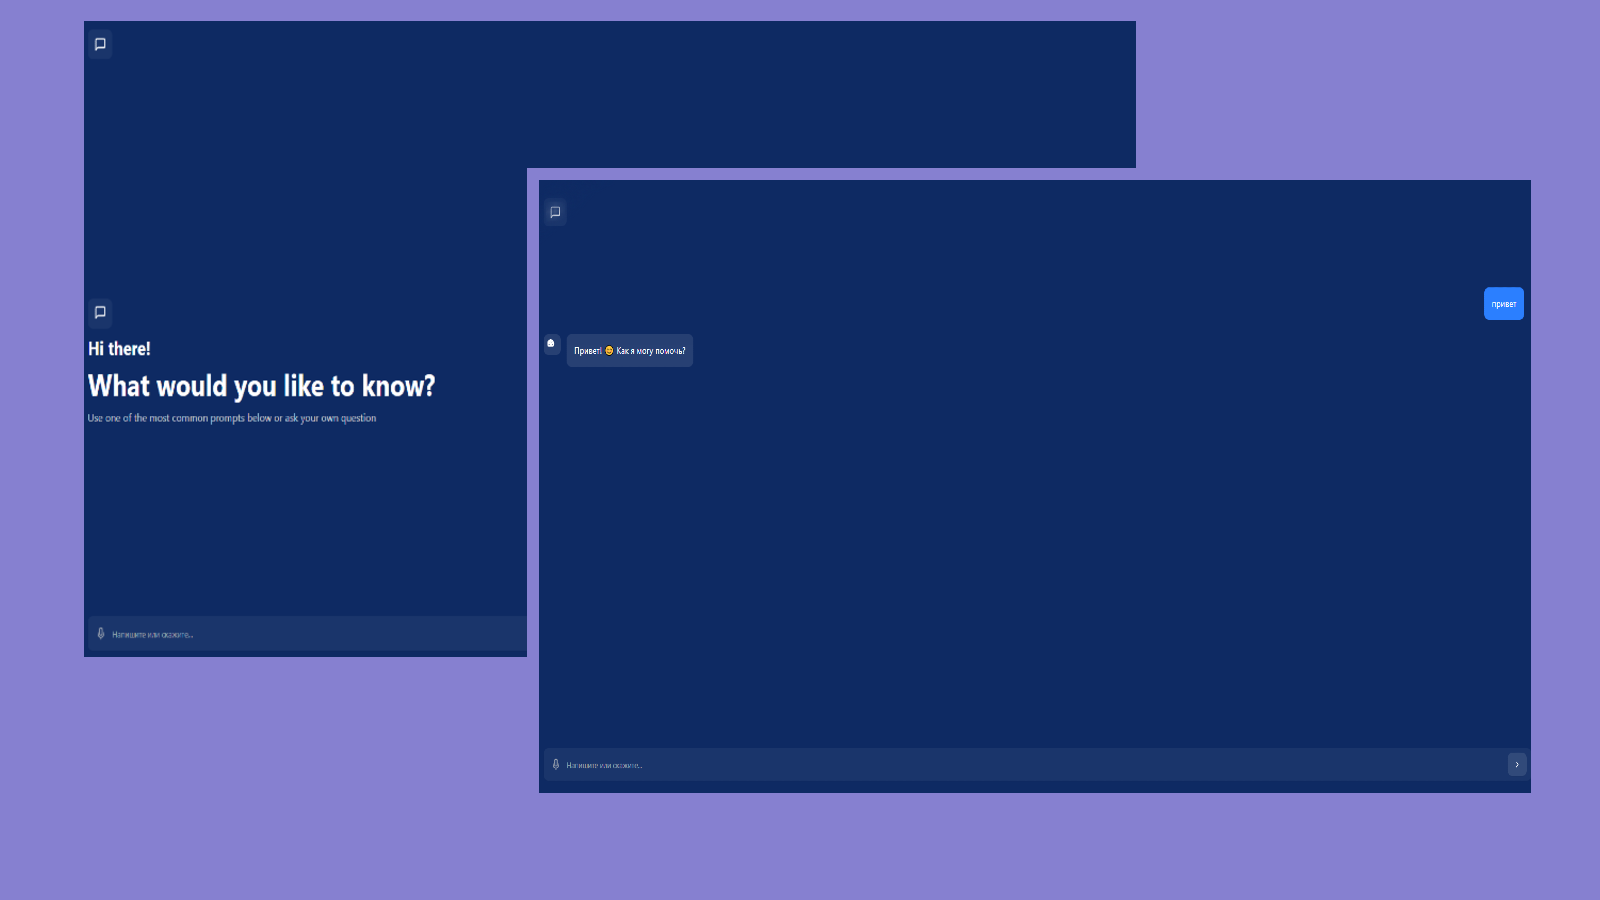 Hi there!
What would you like to know?
Use one of the most common prompts below or ask your own question
Напишите или скажите...
привет
Привет! 😊 Как я могу помочь?
Напишите или скажите...